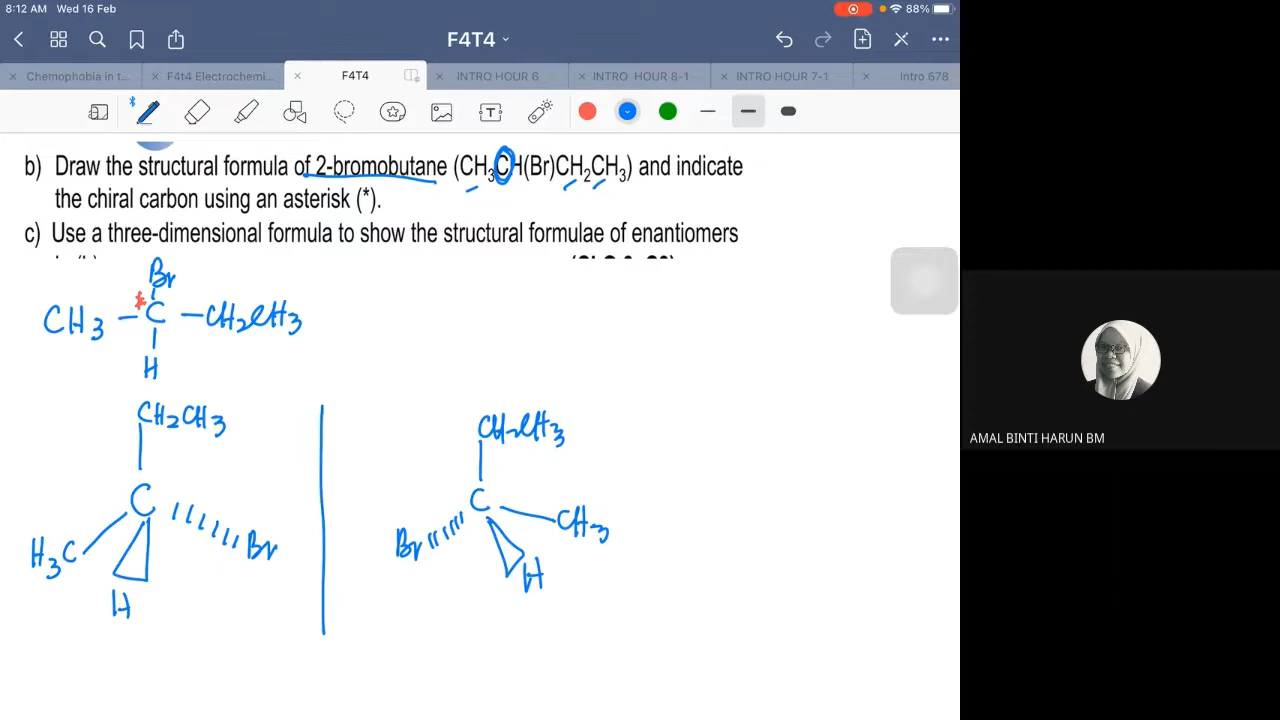 8:12 AM Wed 16 Feb
88%
F4T4
Chemophobia in t...
F4t4 Electrochemi...
F4T4
INTRO HOUR 6
INTRO HOUR 8-1
INTRO HOUR 7-1
Intro 678
b) Draw the structural formula of 2-bromobutane (CH₃CH(Br)CH₂CH₃) and indicate
the chiral carbon using an asterisk (*).
c) Use a three-dimensional formula to show the structural formulae of enantiomers
Br
CH₃ — *C — CH₂CH₃
H
CH₂CH₃
C
H₃C
Br
H
CH₂CH₃
C
Br
CH₃
H
AMAL BINTI HARUN BM